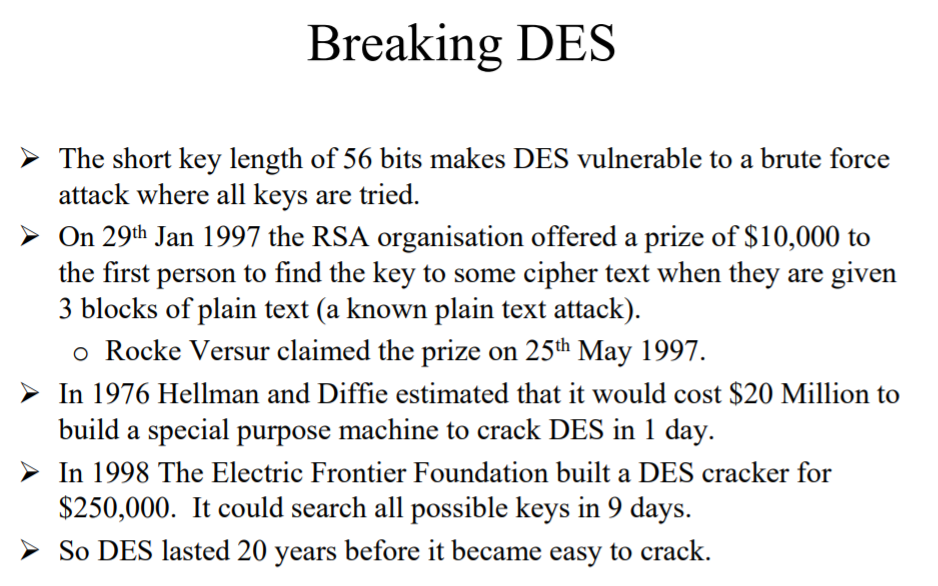 Breaking DES
➢ The short key length of 56 bits makes DES vulnerable to a brute force
attack where all keys are tried.
➢ On 29th Jan 1997 the RSA organisation offered a prize of $10,000 to
the first person to find the key to some cipher text when they are given
3 blocks of plain text (a known plain text attack).
o Rocke Versur claimed the prize on 25th May 1997.
➢ In 1976 Hellman and Diffie estimated that it would cost $20 Million to
build a special purpose machine to crack DES in 1 day.
➢ In 1998 The Electric Frontier Foundation built a DES cracker for
$250,000. It could search all possible keys in 9 days.
➢ So DES lasted 20 years before it became easy to crack.